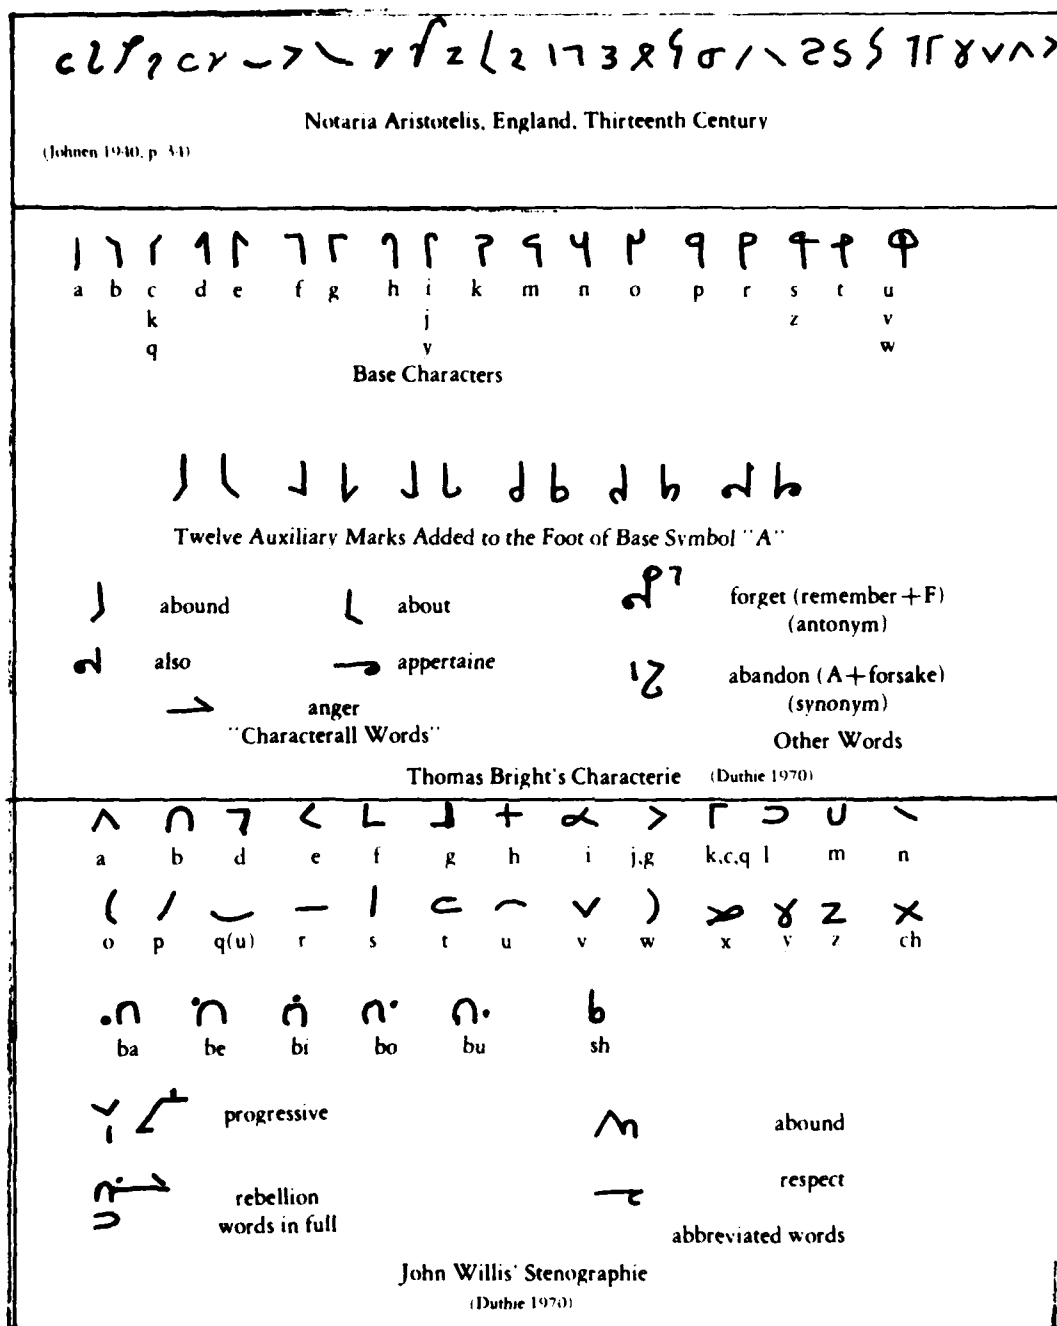 Notaria Aristotelis, England, Thirteenth Century
(Johnen 1940, p. 34)
a b c d e f g h i k m n o p r s t u
k j z v
q y w
Base Characters
Twelve Auxiliary Marks Added to the Foot of Base Symbol "A"
abound about forget (remember+F)
(antonym)
also appertaine abandon (A+forsake)
(synonym)
anger
"Characterall Words" Other Words
Thomas Bright's Characterie (Duthie 1970)
a b d e f g h i j,g k,c,q l m n
o p q(u) r s t u v w x y z ch
ba be bi bo bu sh
progressive abound
rebellion respect
words in full abbreviated words
John Willis' Stenographie
(Duthie 1970)